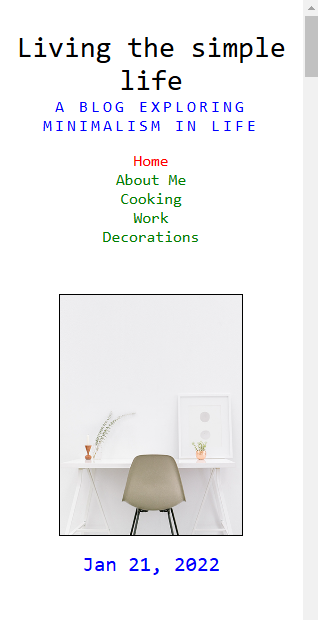 Living the simple
life
A BLOG EXPLORING
MINIMALISM IN LIFE
Home
About Me
Cooking
Work
Decorations
Jan 21, 2022